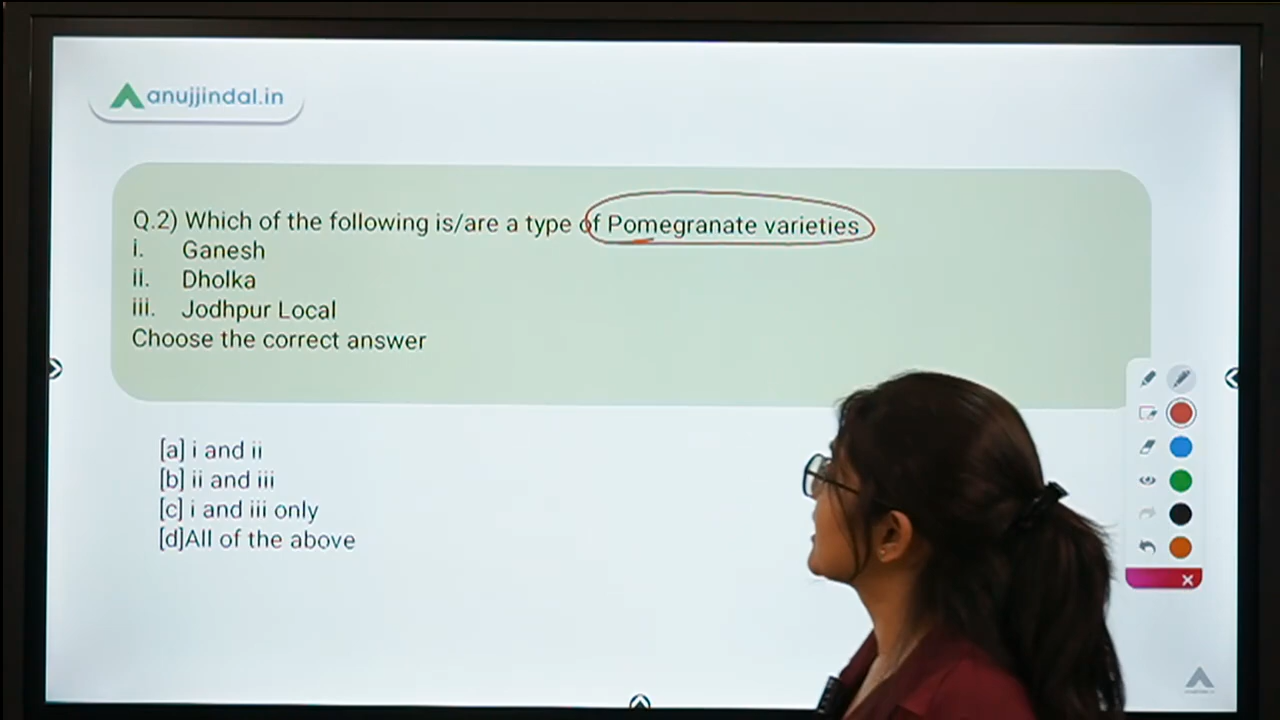 anujjindal.in
Q.2) Which of the following is/are a type of Pomegranate varieties
i. Ganesh
ii. Dholka
iii. Jodhpur Local
Choose the correct answer
[a] i and ii
[b] ii and iii
[c] i and iii only
[d]All of the above